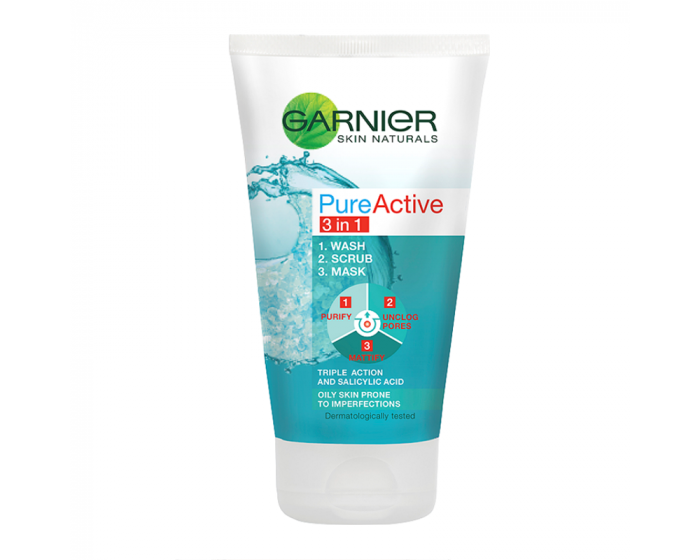 GARNIER
SKIN NATURALS
PureActive
3 in 1
1. WASH
2. SCRUB
3. MASK
1 2
PURIFY UNCLOG
PORES
3
MATTIFY
TRIPLE ACTION
AND SALICYLIC ACID
OILY SKIN PRONE
TO IMPERFECTIONS
Dermatologically tested